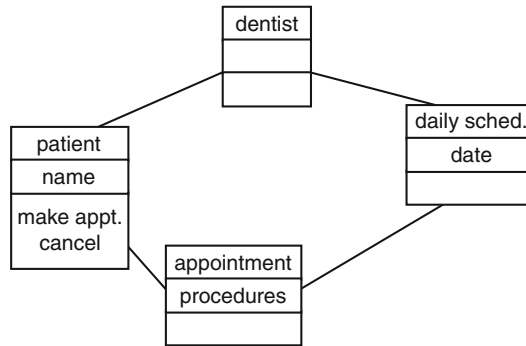 dentist
patient
name
make appt.
cancel
daily sched.
date
appointment
procedures